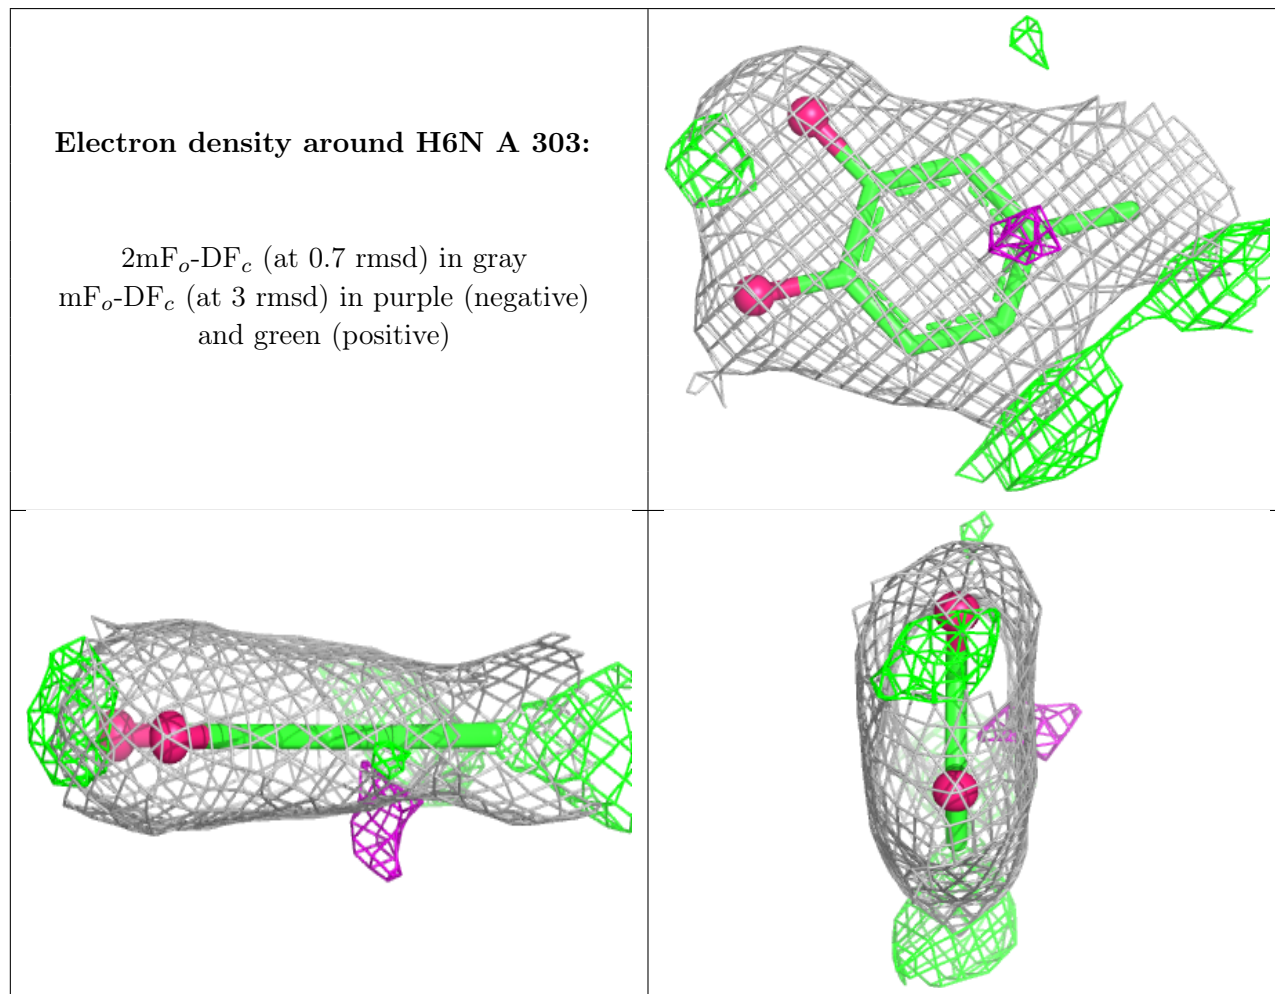 Electron density around H6N A 303:
2mFo-DFc (at 0.7 rmsd) in gray
mFo-DFc (at 3 rmsd) in purple (negative)
and green (positive)